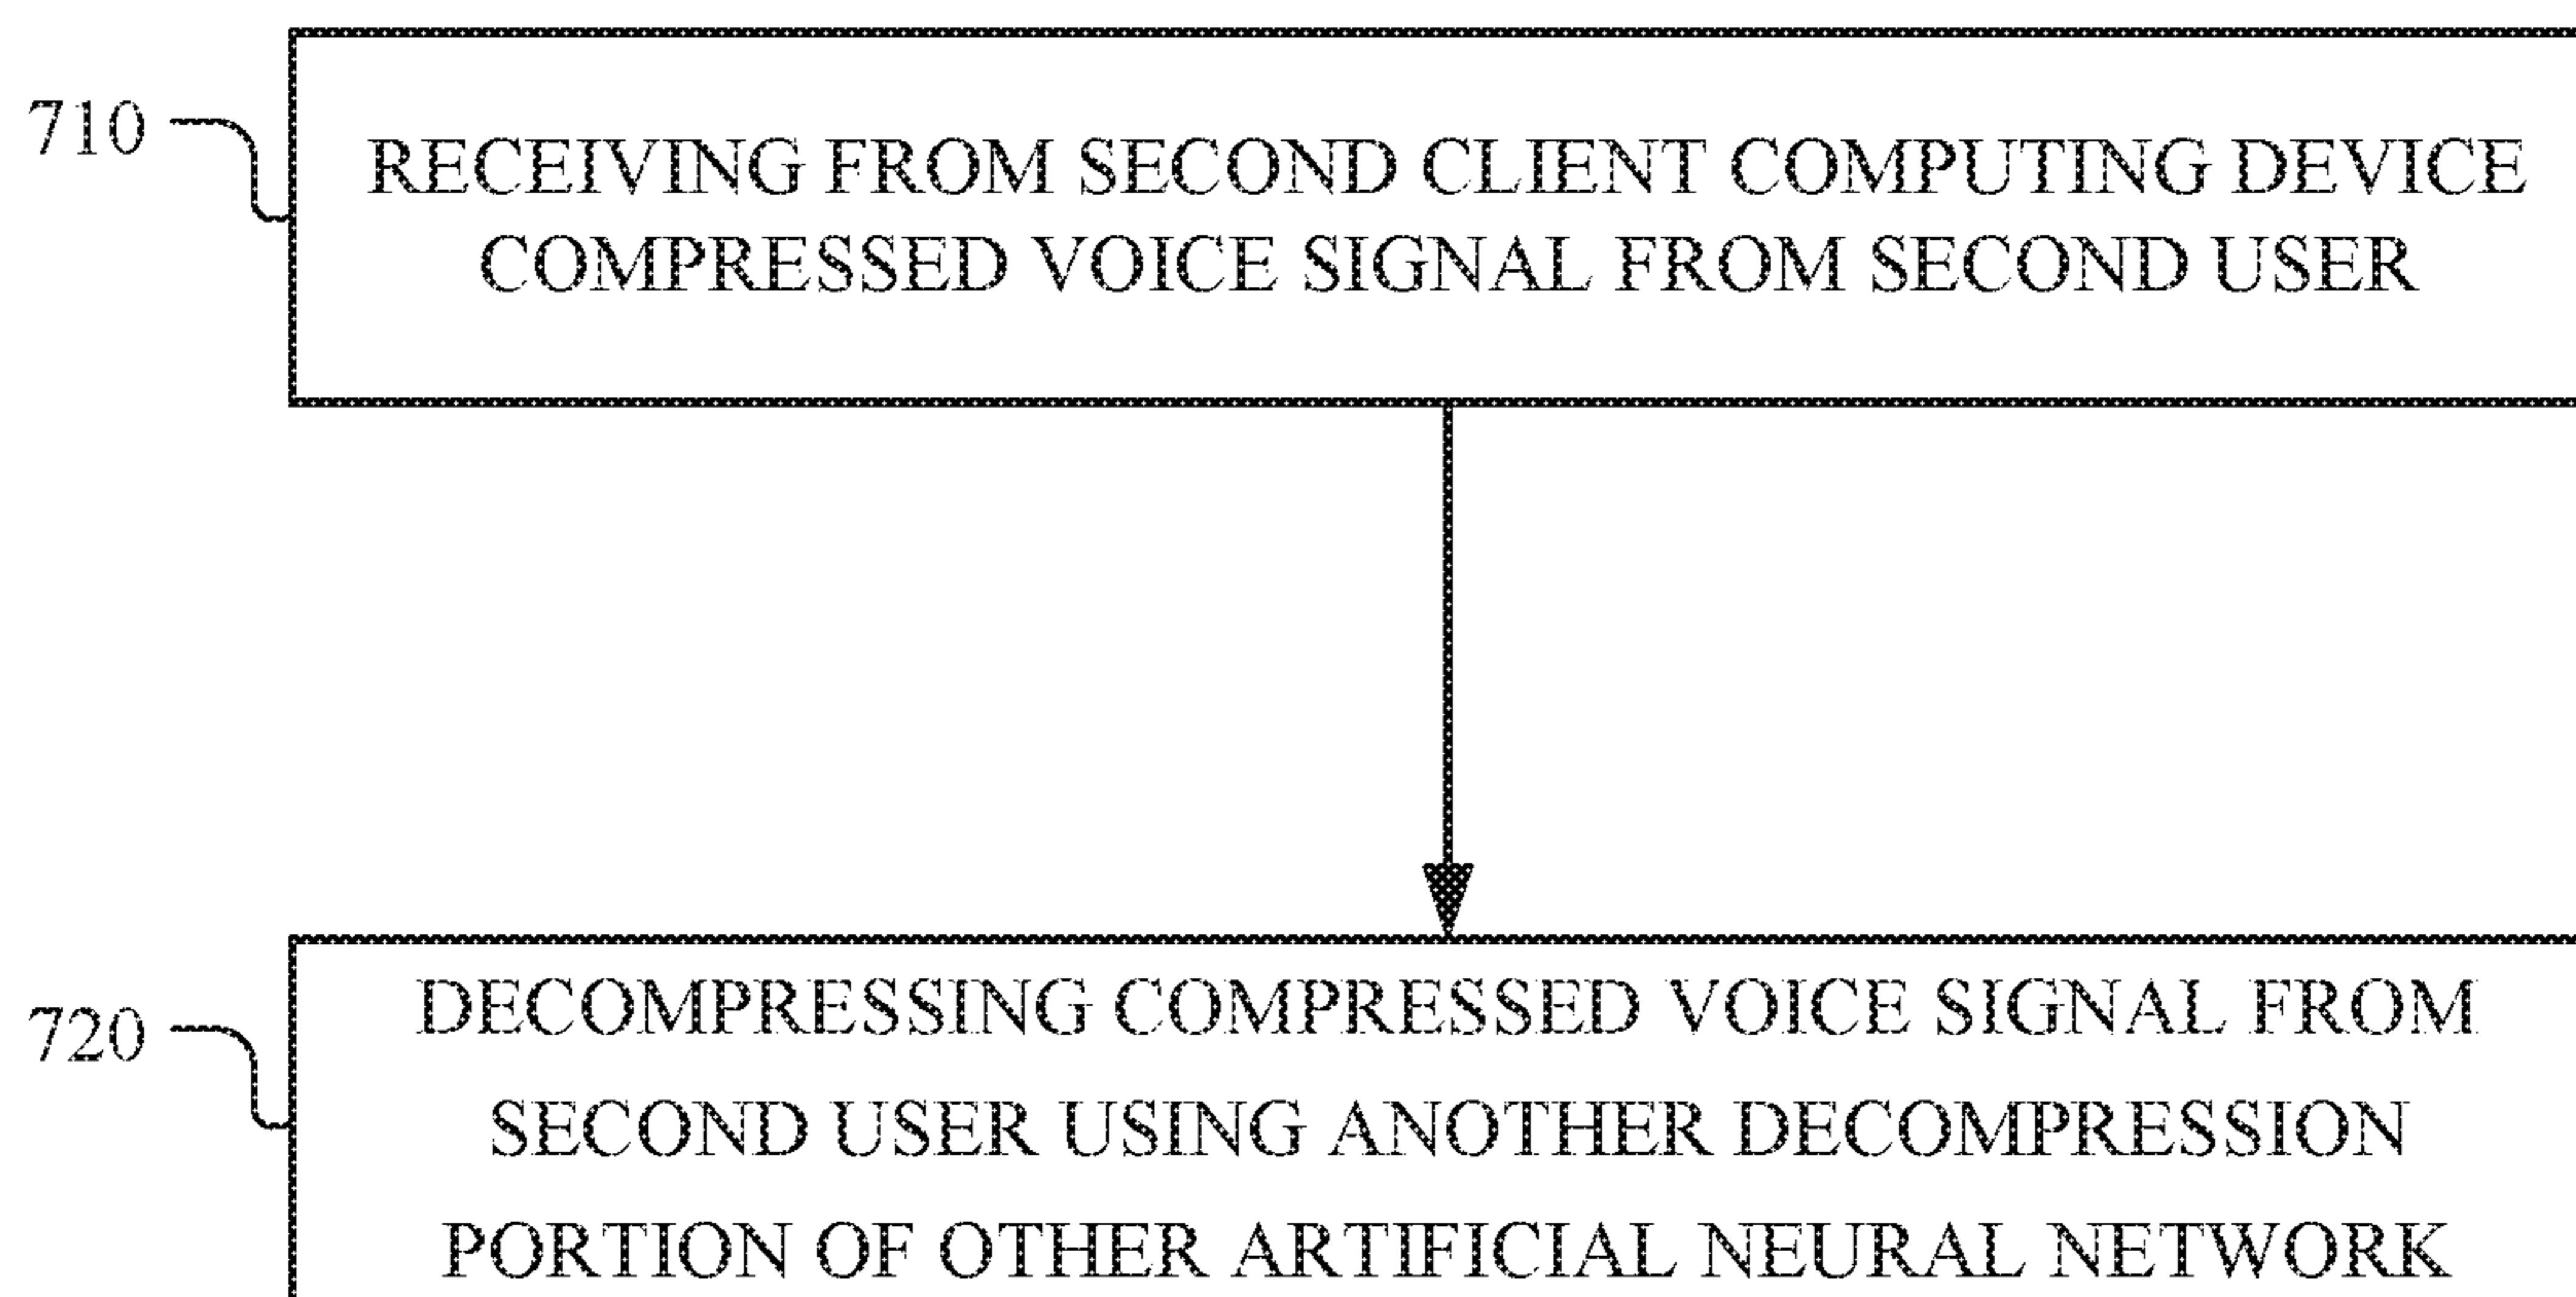 710
RECEIVING FROM SECOND CLIENT COMPUTING DEVICE
COMPRESSED VOICE SIGNAL FROM SECOND USER
720
DECOMPRESSING COMPRESSED VOICE SIGNAL FROM
SECOND USER USING ANOTHER DECOMPRESSION
PORTION OF OTHER ARTIFICIAL NEURAL NETWORK